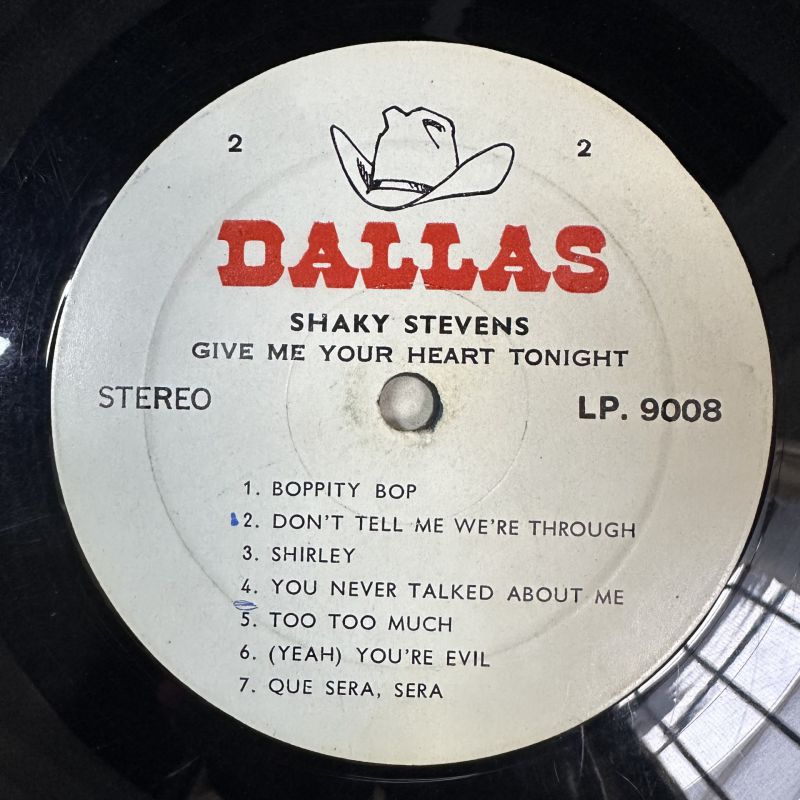 2 2
DALLAS
SHAKY STEVENS
GIVE ME YOUR HEART TONIGHT
STEREO LP. 9008
1. BOPPITY BOP
2. DON'T TELL ME WE'RE THROUGH
3. SHIRLEY
4. YOU NEVER TALKED ABOUT ME
5. TOO TOO MUCH
6. (YEAH) YOU'RE EVIL
7. QUE SERA, SERA